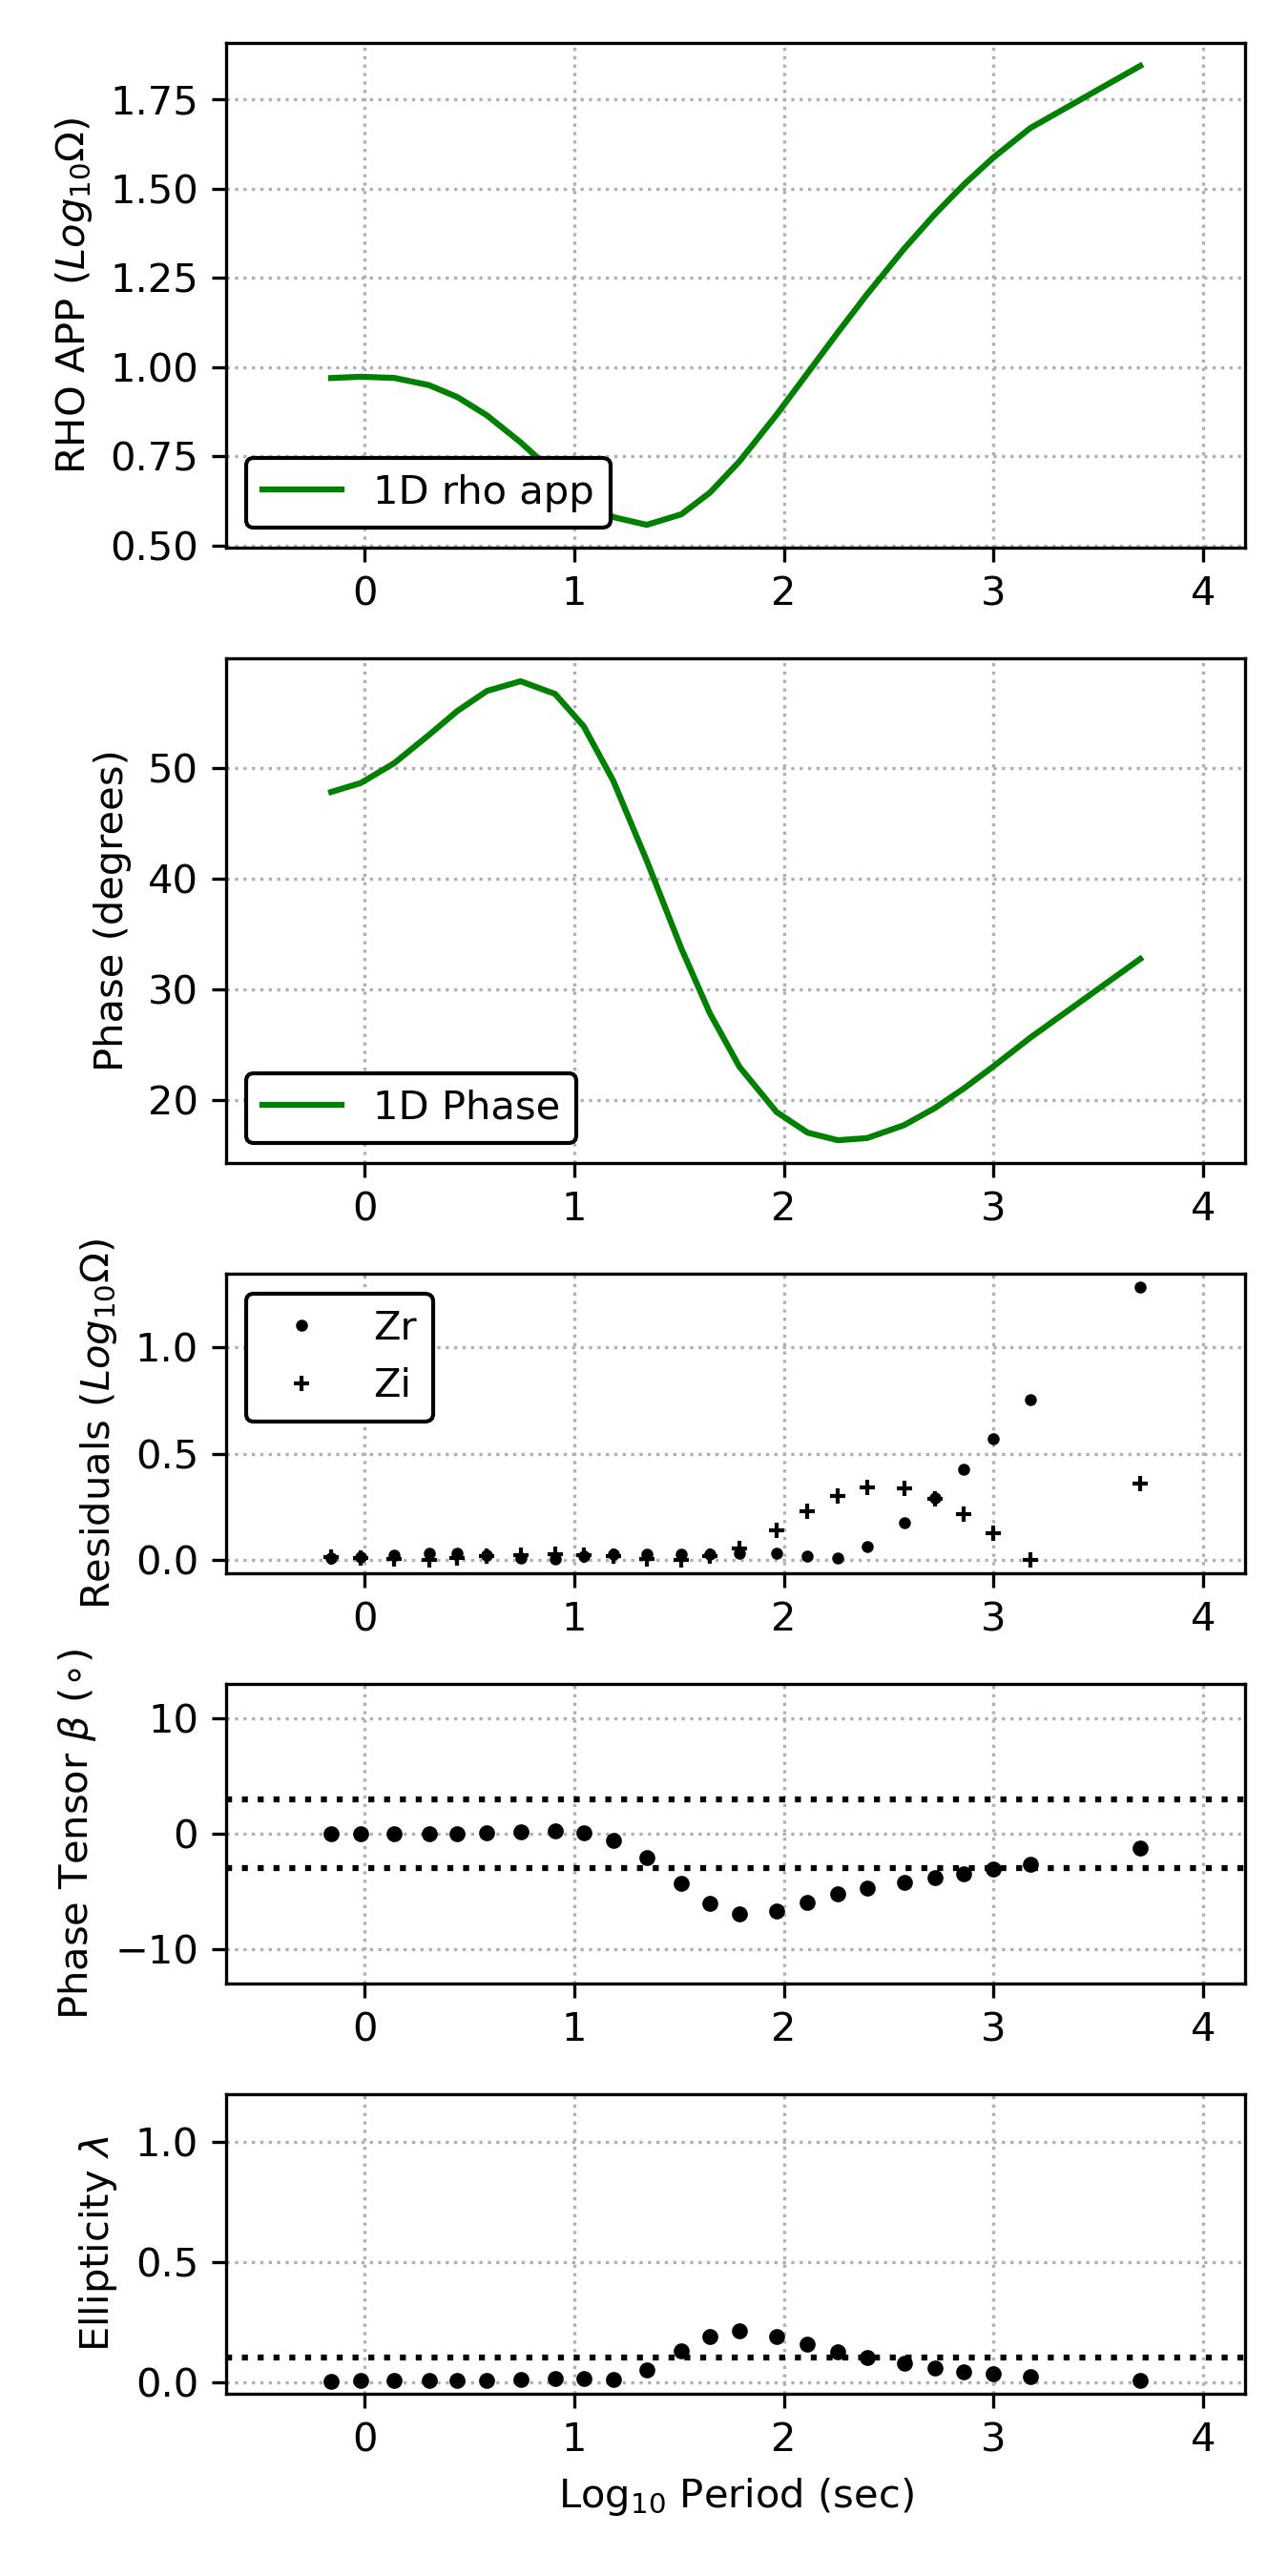 RHO APP (Log₁₀Ω)
1.75
1.50
1.25
1.00
0.75
0.50
1D rho app
0 1 2 3 4
Phase (degrees)
50
40
30
20
1D Phase
0 1 2 3 4
Residuals (Log₁₀Ω)
1.0
0.5
0.0
Zr
Zi
0 1 2 3 4
Phase Tensor β (∘)
10
0
−10
0 1 2 3 4
Ellipticity λ
1.0
0.5
0.0
0 1 2 3 4
Log₁₀ Period (sec)